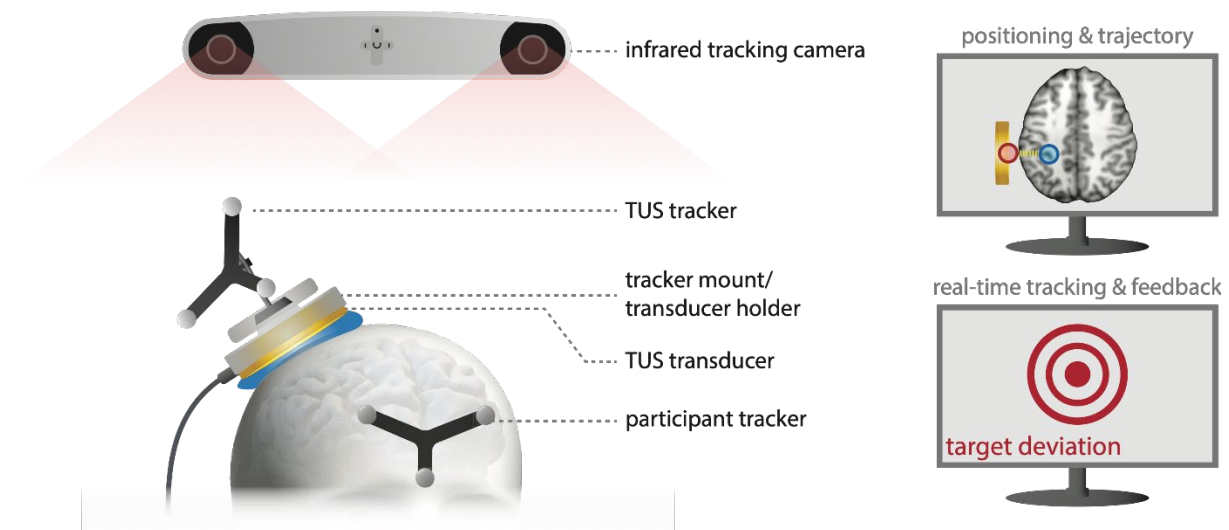 infrared tracking camera
TUS tracker
tracker mount/
transducer holder
TUS transducer
participant tracker
positioning & trajectory
real-time tracking & feedback
target deviation